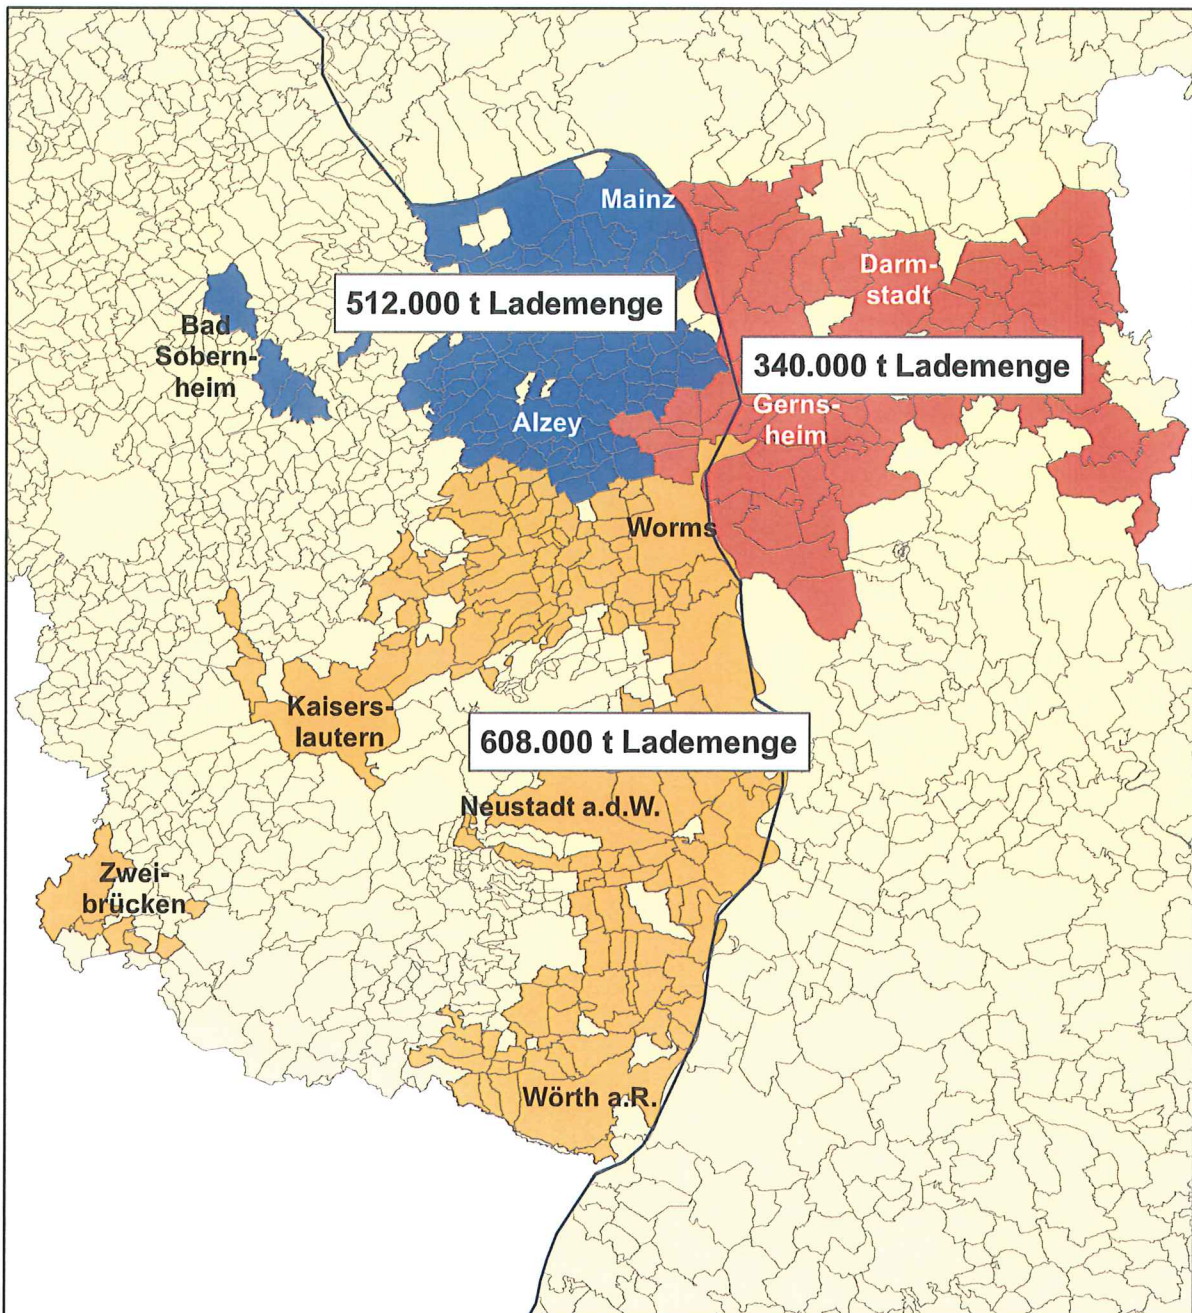 Mainz
Darm-
stadt
512.000 t Lademenge
Bad
Sobern-
heim
340.000 t Lademenge
Gerns-
heim
Alzey
Worms
Kaisers-
lautern
608.000 t Lademenge
Neustadt a.d.W.
Zwei-
brücken
Wörth a.R.